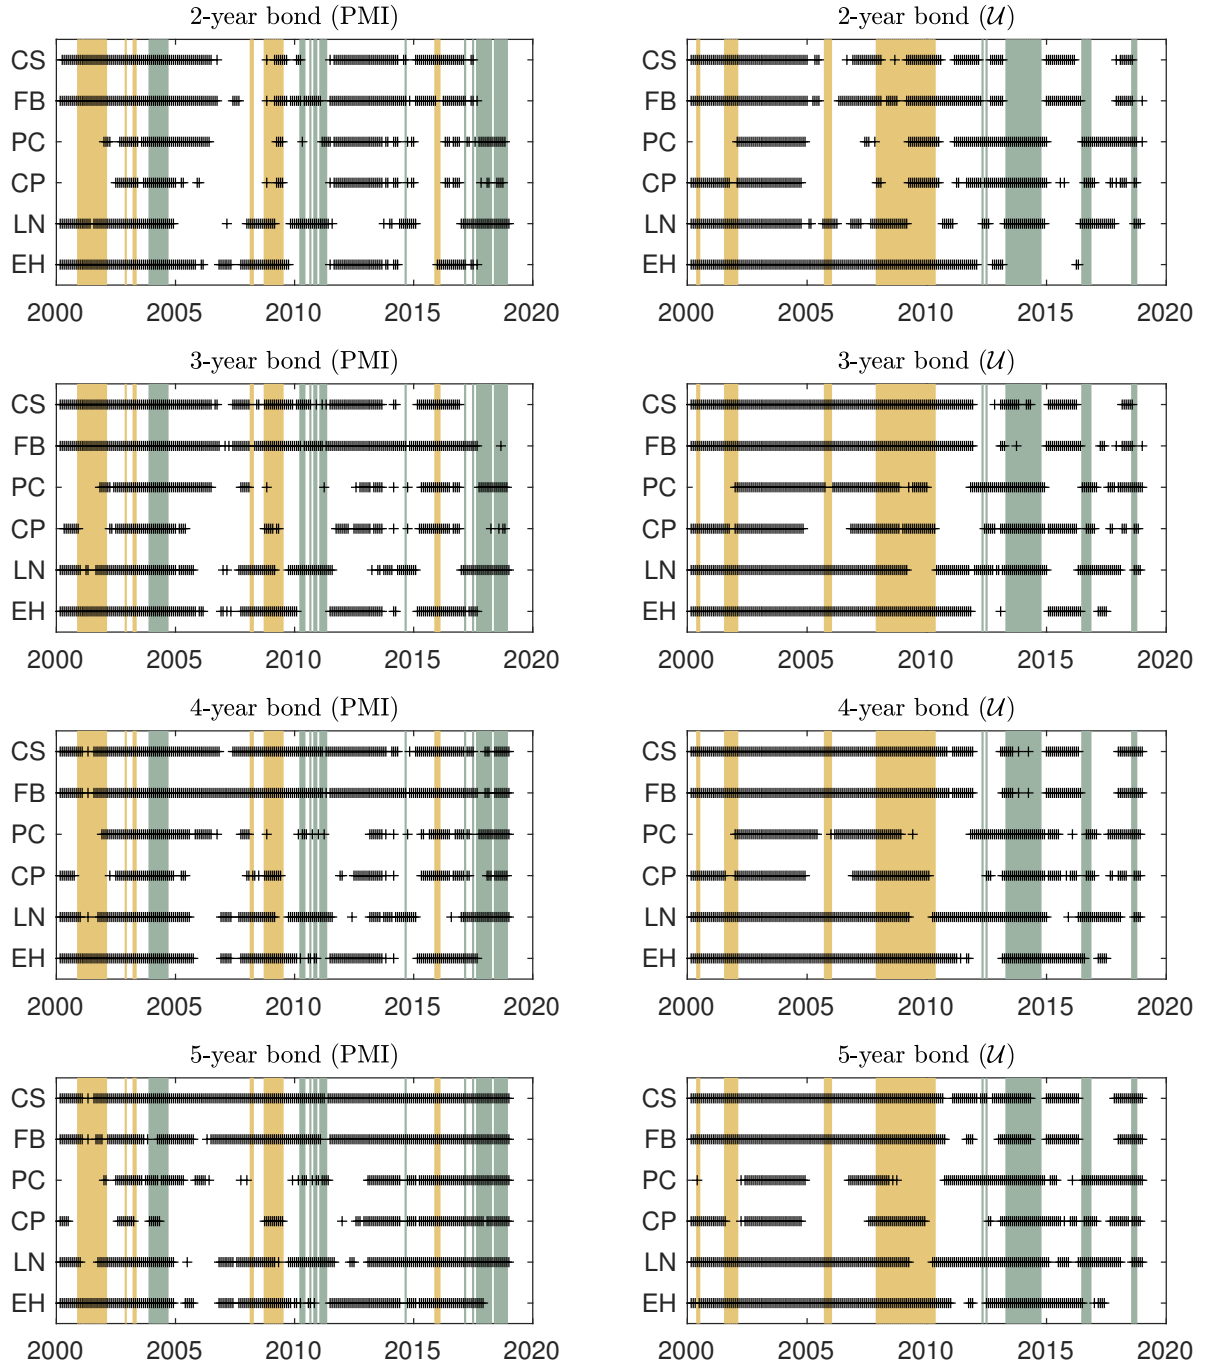 2-year bond (PMI)
CS
FB
PC
CP
LN
EH
2000 2005 2010 2015 2020
2-year bond (𝒰)
CS
FB
PC
CP
LN
EH
2000 2005 2010 2015 2020
3-year bond (PMI)
CS
FB
PC
CP
LN
EH
2000 2005 2010 2015 2020
3-year bond (𝒰)
CS
FB
PC
CP
LN
EH
2000 2005 2010 2015 2020
4-year bond (PMI)
CS
FB
PC
CP
LN
EH
2000 2005 2010 2015 2020
4-year bond (𝒰)
CS
FB
PC
CP
LN
EH
2000 2005 2010 2015 2020
5-year bond (PMI)
CS
FB
PC
CP
LN
EH
2000 2005 2010 2015 2020
5-year bond (𝒰)
CS
FB
PC
CP
LN
EH
2000 2005 2010 2015 2020